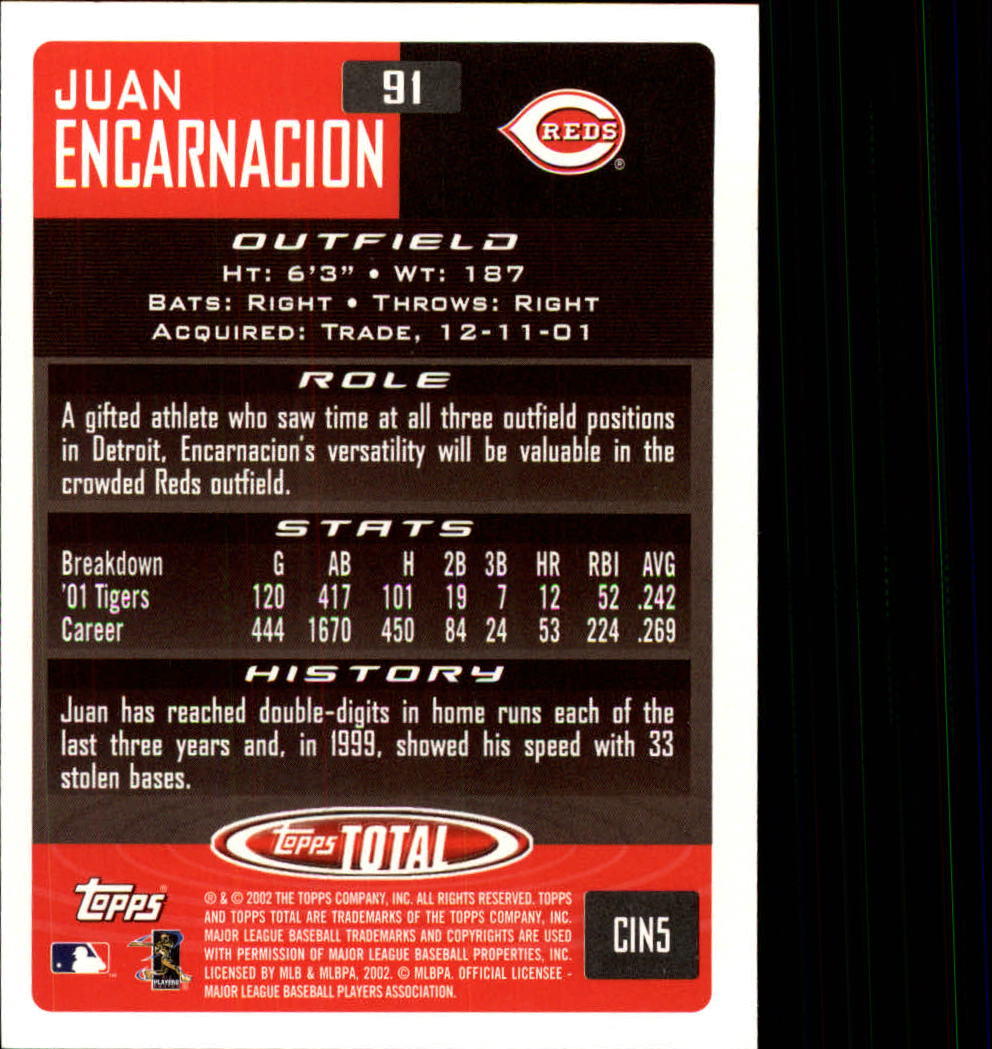 JUAN
ENCARNACION
91
REDS
®
OUTFIELD
HT: 6'3" • WT: 187
BATS: RIGHT • THROWS: RIGHT
ACQUIRED: TRADE, 12-11-01
ROLE
A gifted athlete who saw time at all three outfield positions
in Detroit, Encarnacion's versatility will be valuable in the
crowded Reds outfield.
STATS
Breakdown G AB H 2B 3B HR RBI AVG
'01 Tigers 120 417 101 19 7 12 52 .242
Career 444 1670 450 84 24 53 224 .269
HISTORY
Juan has reached double-digits in home runs each of the
last three years and, in 1999, showed his speed with 33
stolen bases.
topps TOTAL
topps®
® & © 2002 THE TOPPS COMPANY, INC. ALL RIGHTS RESERVED. TOPPS
AND TOPPS TOTAL ARE TRADEMARKS OF THE TOPPS COMPANY, INC.
MAJOR LEAGUE BASEBALL TRADEMARKS AND COPYRIGHTS ARE USED
WITH PERMISSION OF MAJOR LEAGUE BASEBALL PROPERTIES, INC.
LICENSED BY MLB & MLBPA, 2002. © MLBPA. OFFICIAL LICENSEE -
MAJOR LEAGUE BASEBALL PLAYERS ASSOCIATION.
PLAYERS
CIN5